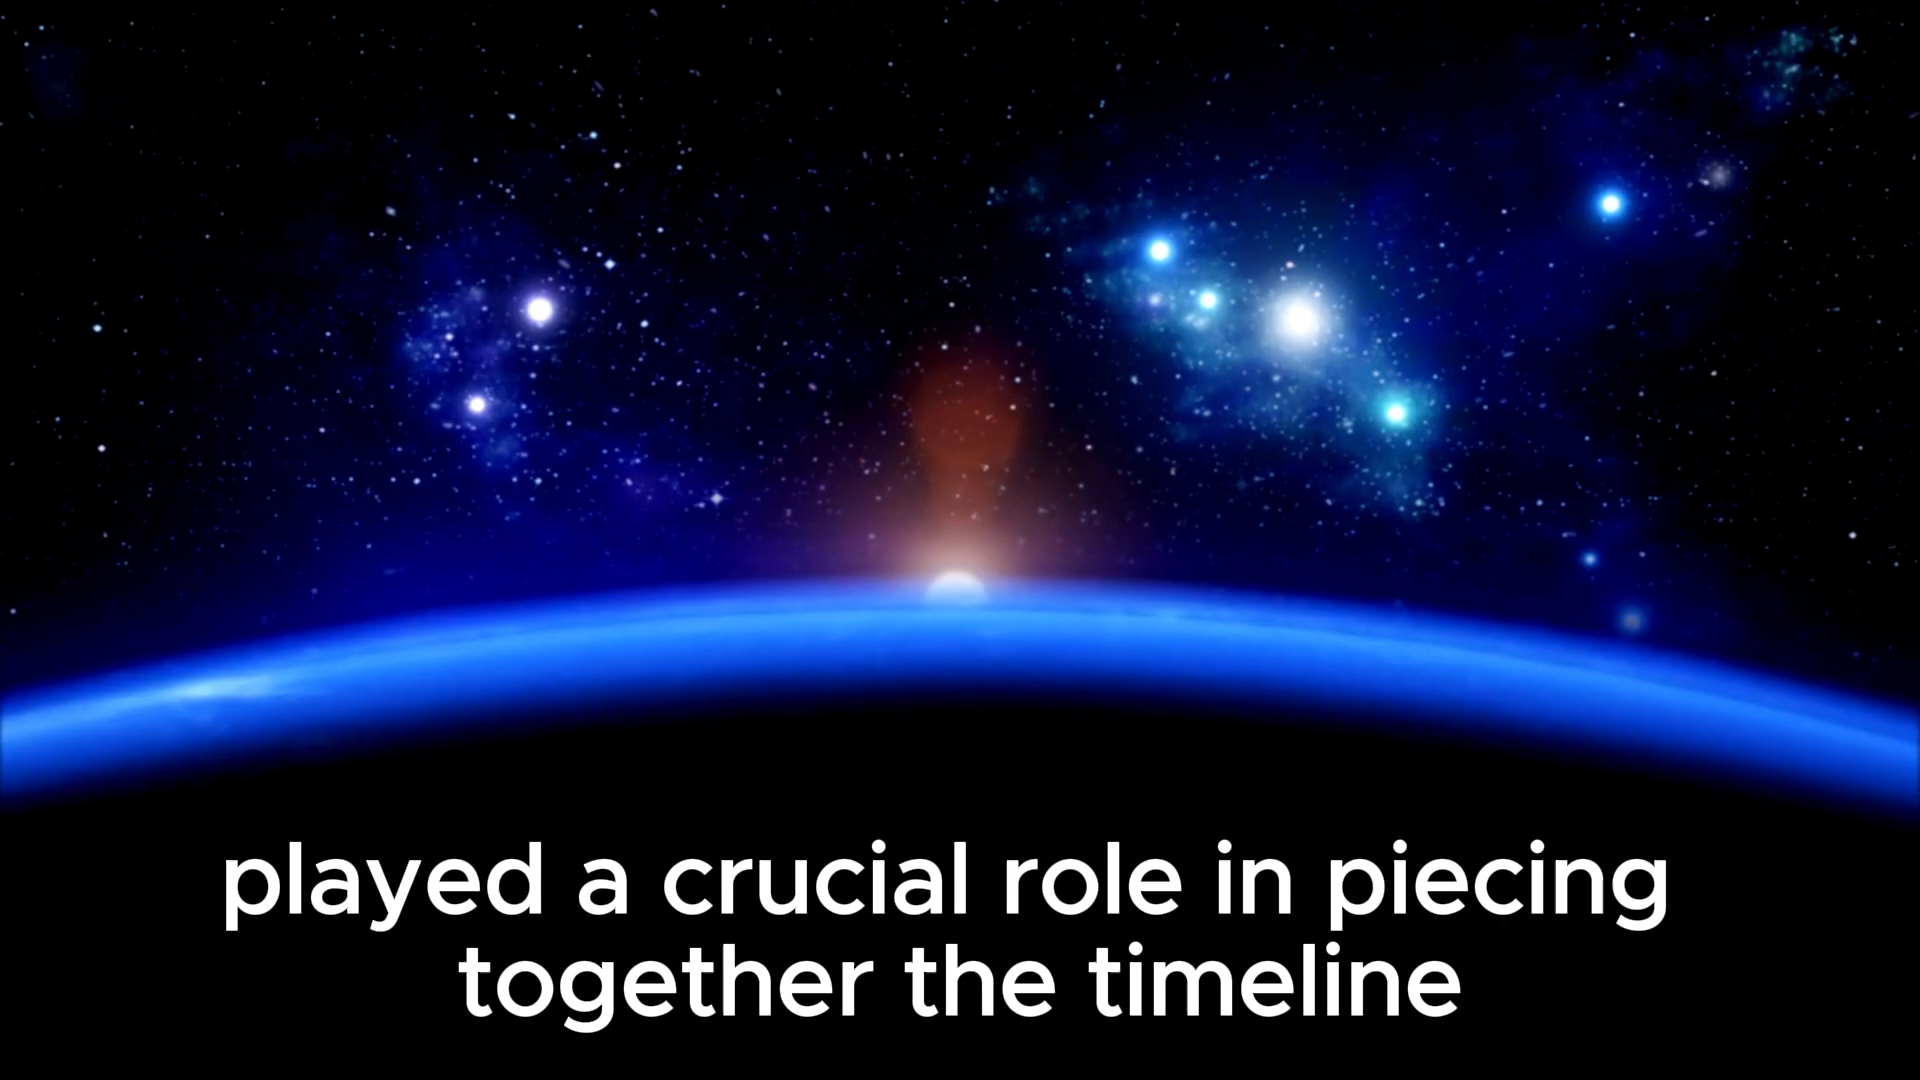 played a crucial role in piecing
together the timeline